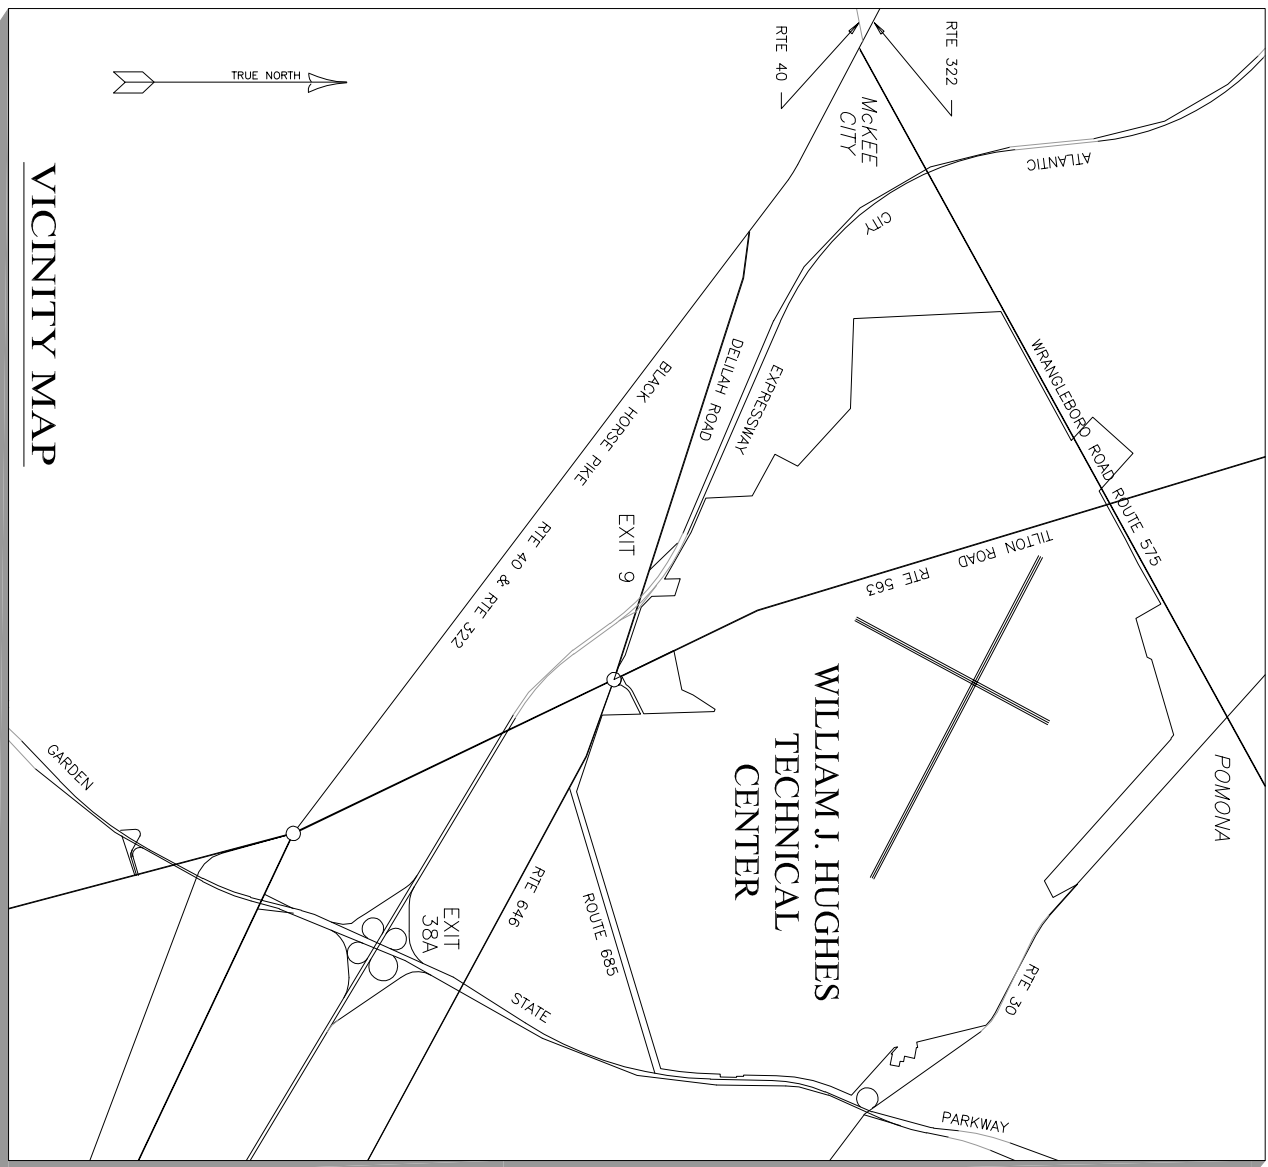 RTE 322
RTE 40
McKEE
CITY
ATLANTIC
CITY
EXPRESSWAY
WRANGLEBORO ROAD ROUTE 575
DELILAH ROAD
BLACK HORSE PIKE
RTE 40 & RTE 322
EXIT 9
TILTON ROAD RTE 563
POMONA
WILLIAM J. HUGHES
TECHNICAL
CENTER
ROUTE 685
RTE 646
RTE 30
EXIT
38A
GARDEN
STATE
PARKWAY
TRUE NORTH
VICINITY MAP